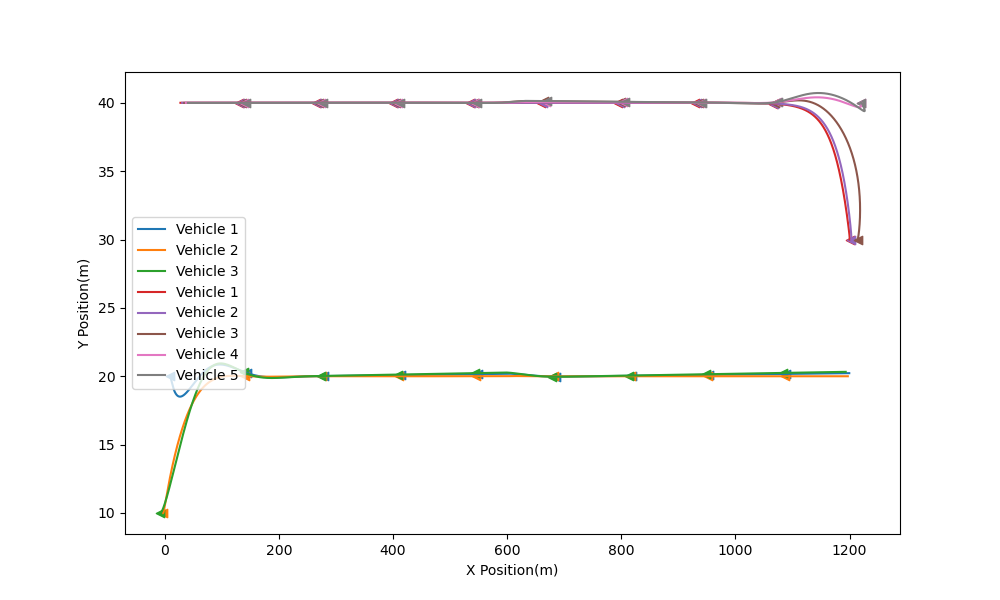 40
35
30
25
20
15
10
Y Position(m)
Vehicle 1
Vehicle 2
Vehicle 3
Vehicle 1
Vehicle 2
Vehicle 3
Vehicle 4
Vehicle 5
0 200 400 600 800 1000 1200
X Position(m)